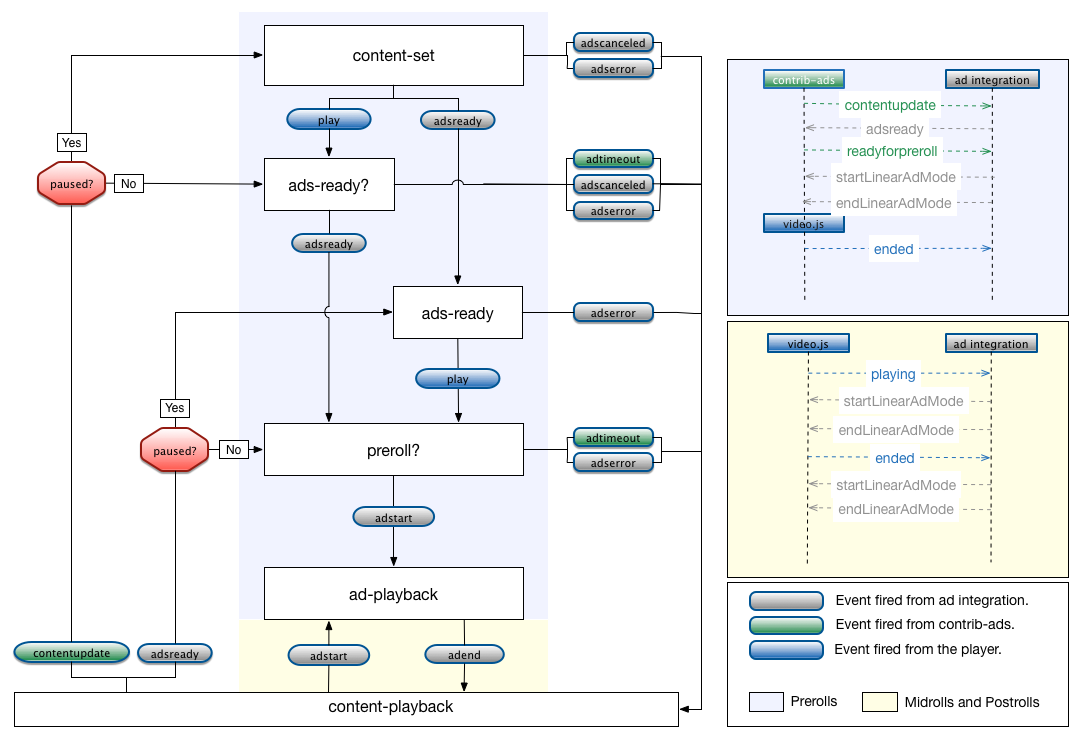 content-set
adscanceled
adserror
play
adsready
Yes
paused?
No
ads-ready?
adtimeout
adscanceled
adserror
adsready
ads-ready
adserror
play
Yes
paused?
No
preroll?
adtimeout
adserror
adstart
ad-playback
contentupdate
adsready
adstart
adend
content-playback
contrib-ads
ad integration
contentupdate
adsready
readyforpreroll
startLinearAdMode
endLinearAdMode
video.js
ended
video.js
ad integration
playing
startLinearAdMode
endLinearAdMode
ended
startLinearAdMode
endLinearAdMode
Event fired from ad integration.
Event fired from contrib-ads.
Event fired from the player.
Prerolls
Midrolls and Postrolls